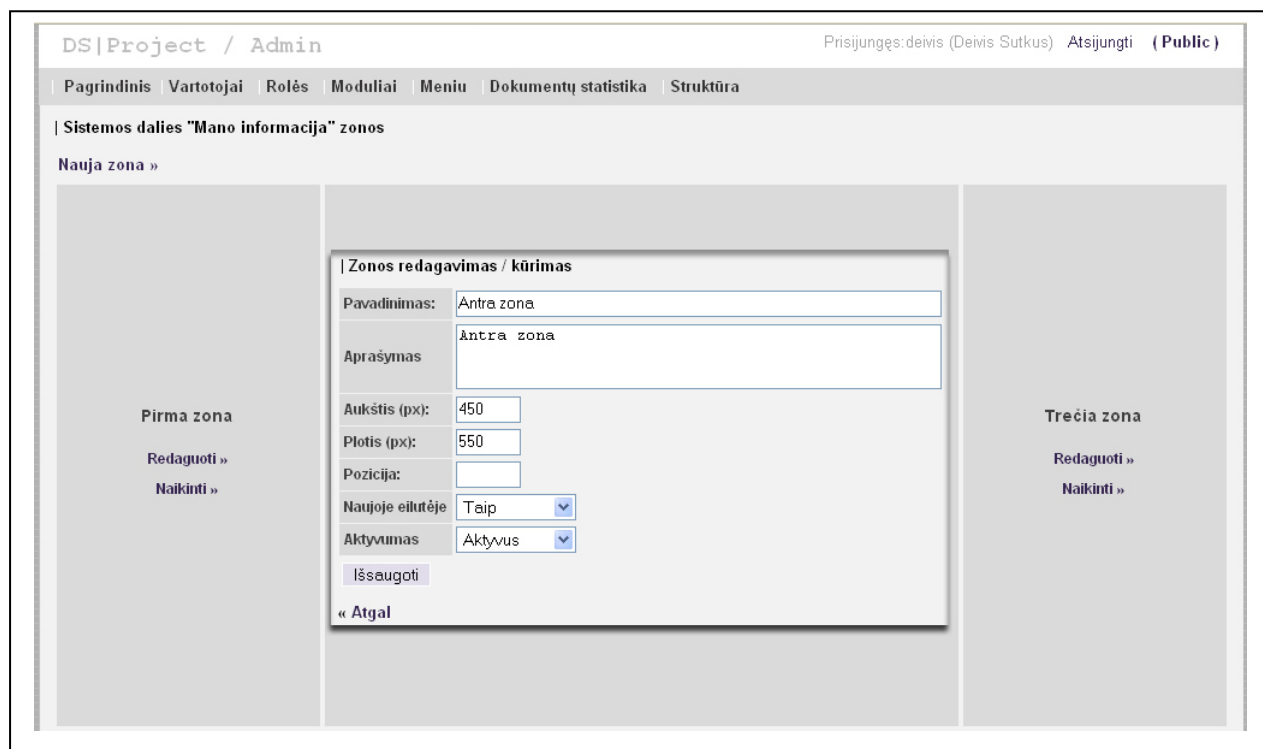 DS|Project / Admin
Prisijungęs:deivis (Deivis Sutkus) Atsijungti (Public)
Pagrindinis | Vartotojai | Rolės | Moduliai | Meniu | Dokumentų statistika | Struktūra
| Sistemos dalies "Mano informacija" zonos
Nauja zona »
Pirma zona
Redaguoti »
Naikinti »
| Zonos redagavimas / kūrimas
Pavadinimas: Antra zona
Aprašymas Antra zona
Aukštis (px): 450
Plotis (px): 550
Pozicija:
Naujoje eilutėje Taip
Aktyvumas Aktyvus
Išsaugoti
« Atgal
Trečia zona
Redaguoti »
Naikinti »